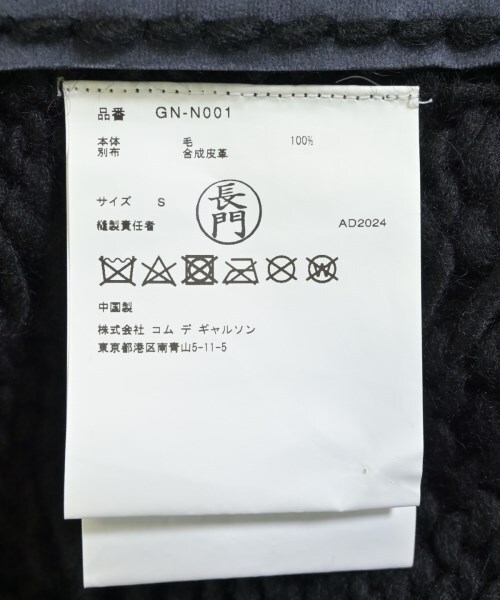 品番 GN-N001
本体 毛 100%
別布 合成皮革
サイズ S
長門
縫製責任者 AD2024
W
中国製
株式会社 コム デ ギャルソン
東京都港区南青山5-11-5